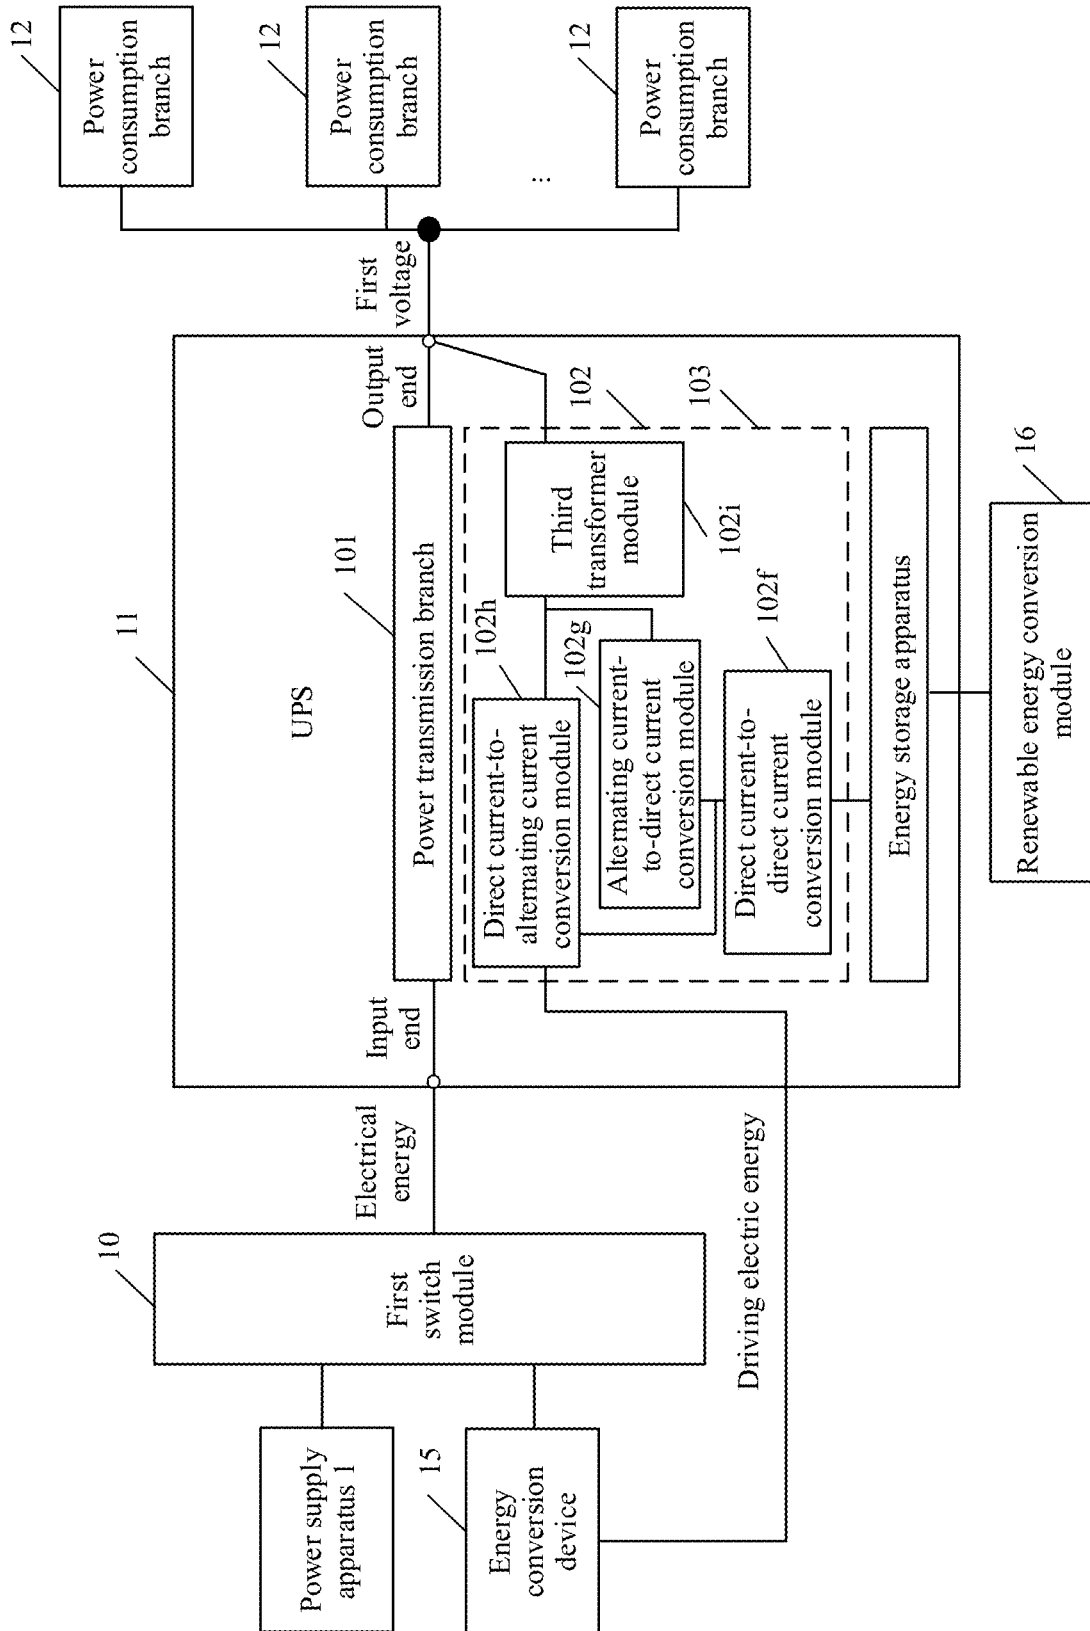 Power supply
apparatus 1
15
Energy
conversion
device
10
First
switch
module
Electrical
energy
Driving electric energy
11
UPS
Input
end
Output
end
101
Power transmission branch
102h
Direct current-to-
alternating current
conversion module
102g
Alternating current-
to-direct current
conversion module
102f
Direct current-to-
direct current
conversion module
Third
transformer
module
102i
102
103
Energy storage apparatus
16
Renewable energy conversion
module
First
voltage
12
Power
consumption
branch
12
Power
consumption
branch
...
12
Power
consumption
branch